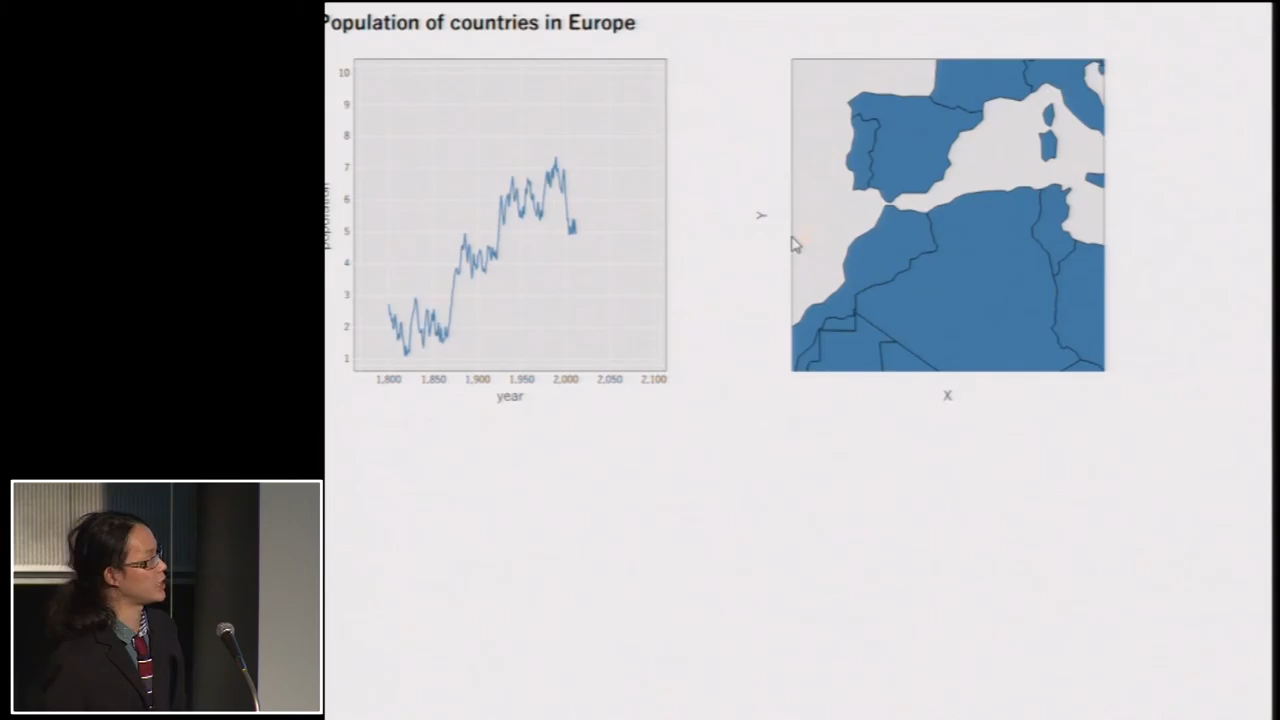 Population of countries in Europe
10
9
8
7
6
5
4
3
2
1
population
1,800 1,850 1,900 1,950 2,000 2,050 2,100
year
Y
X